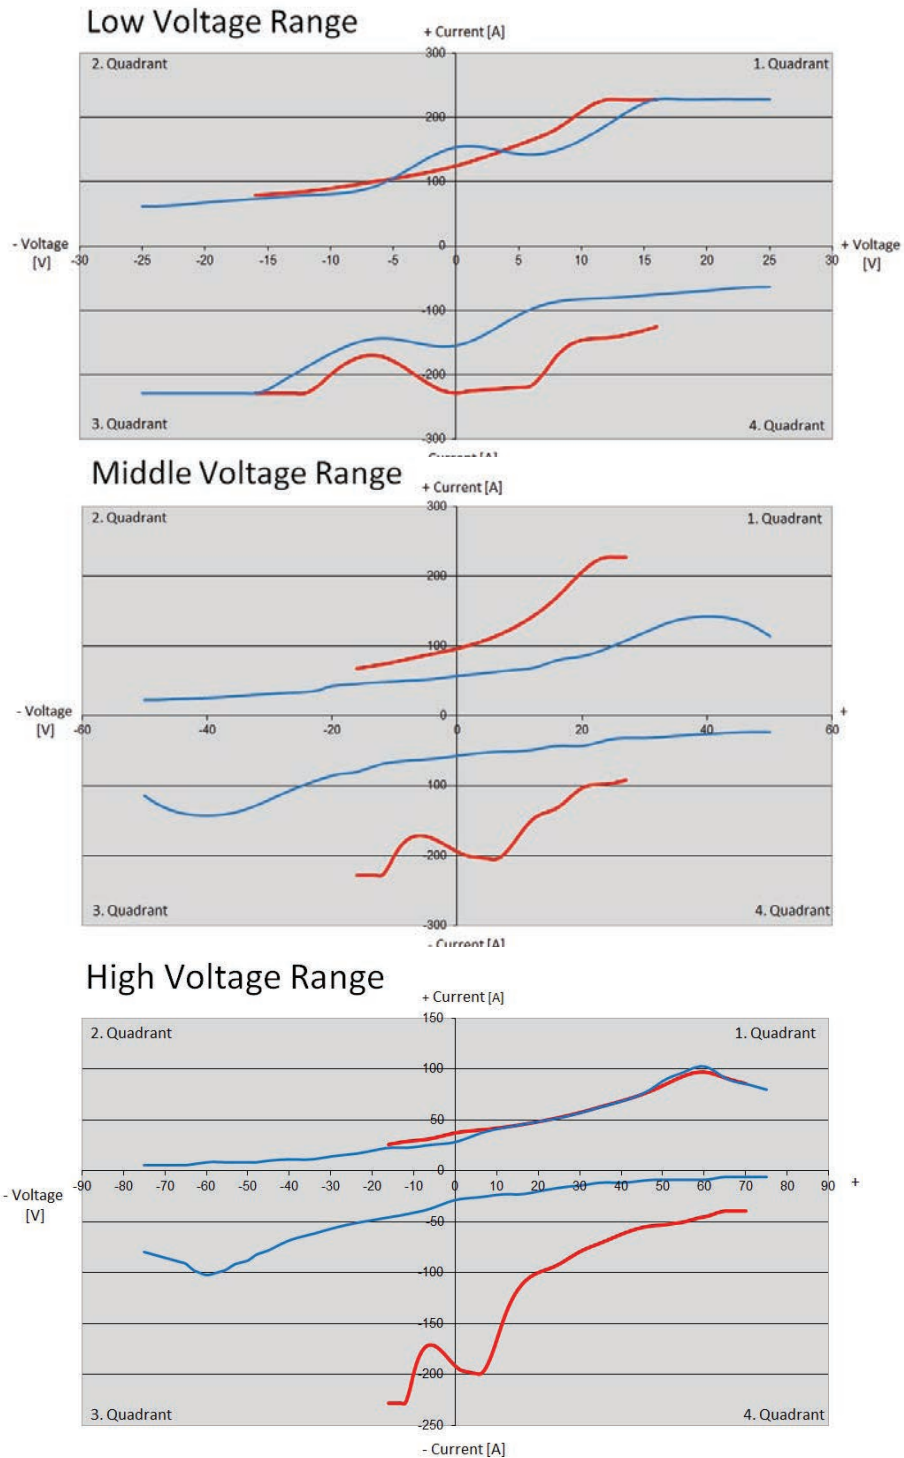 Low Voltage Range
+ Current [A]
300
2. Quadrant
1. Quadrant
200
100
- Voltage
[V]
0
+ Voltage
[V]
-30 -25 -20 -15 -10 -5 0 5 10 15 20 25 30
-100
-200
3. Quadrant
4. Quadrant
-300
Current [A]
Middle Voltage Range
+ Current [A]
300
2. Quadrant
1. Quadrant
200
100
- Voltage
[V]
0
+
-60 -40 -20 0 20 40 60
-100
-200
3. Quadrant
4. Quadrant
-300
- Current [A]
High Voltage Range
+ Current [A]
150
2. Quadrant
1. Quadrant
100
50
0
-90 -80 -70 -60 -50 -40 -30 -20 -10 0 10 20 30 40 50 60 70 80 90
+
- Voltage
[V]
-50
-100
-150
-200
3. Quadrant
4. Quadrant
-250
- Current [A]